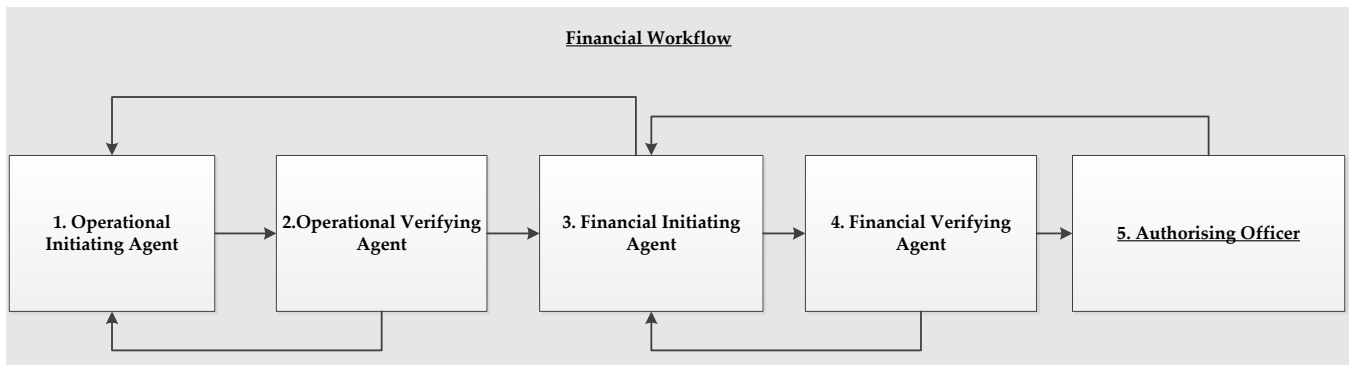 Financial Workflow
1. Operational
Initiating Agent
2.Operational Verifying
Agent
3. Financial Initiating
Agent
4. Financial Verifying
Agent
5. Authorising Officer